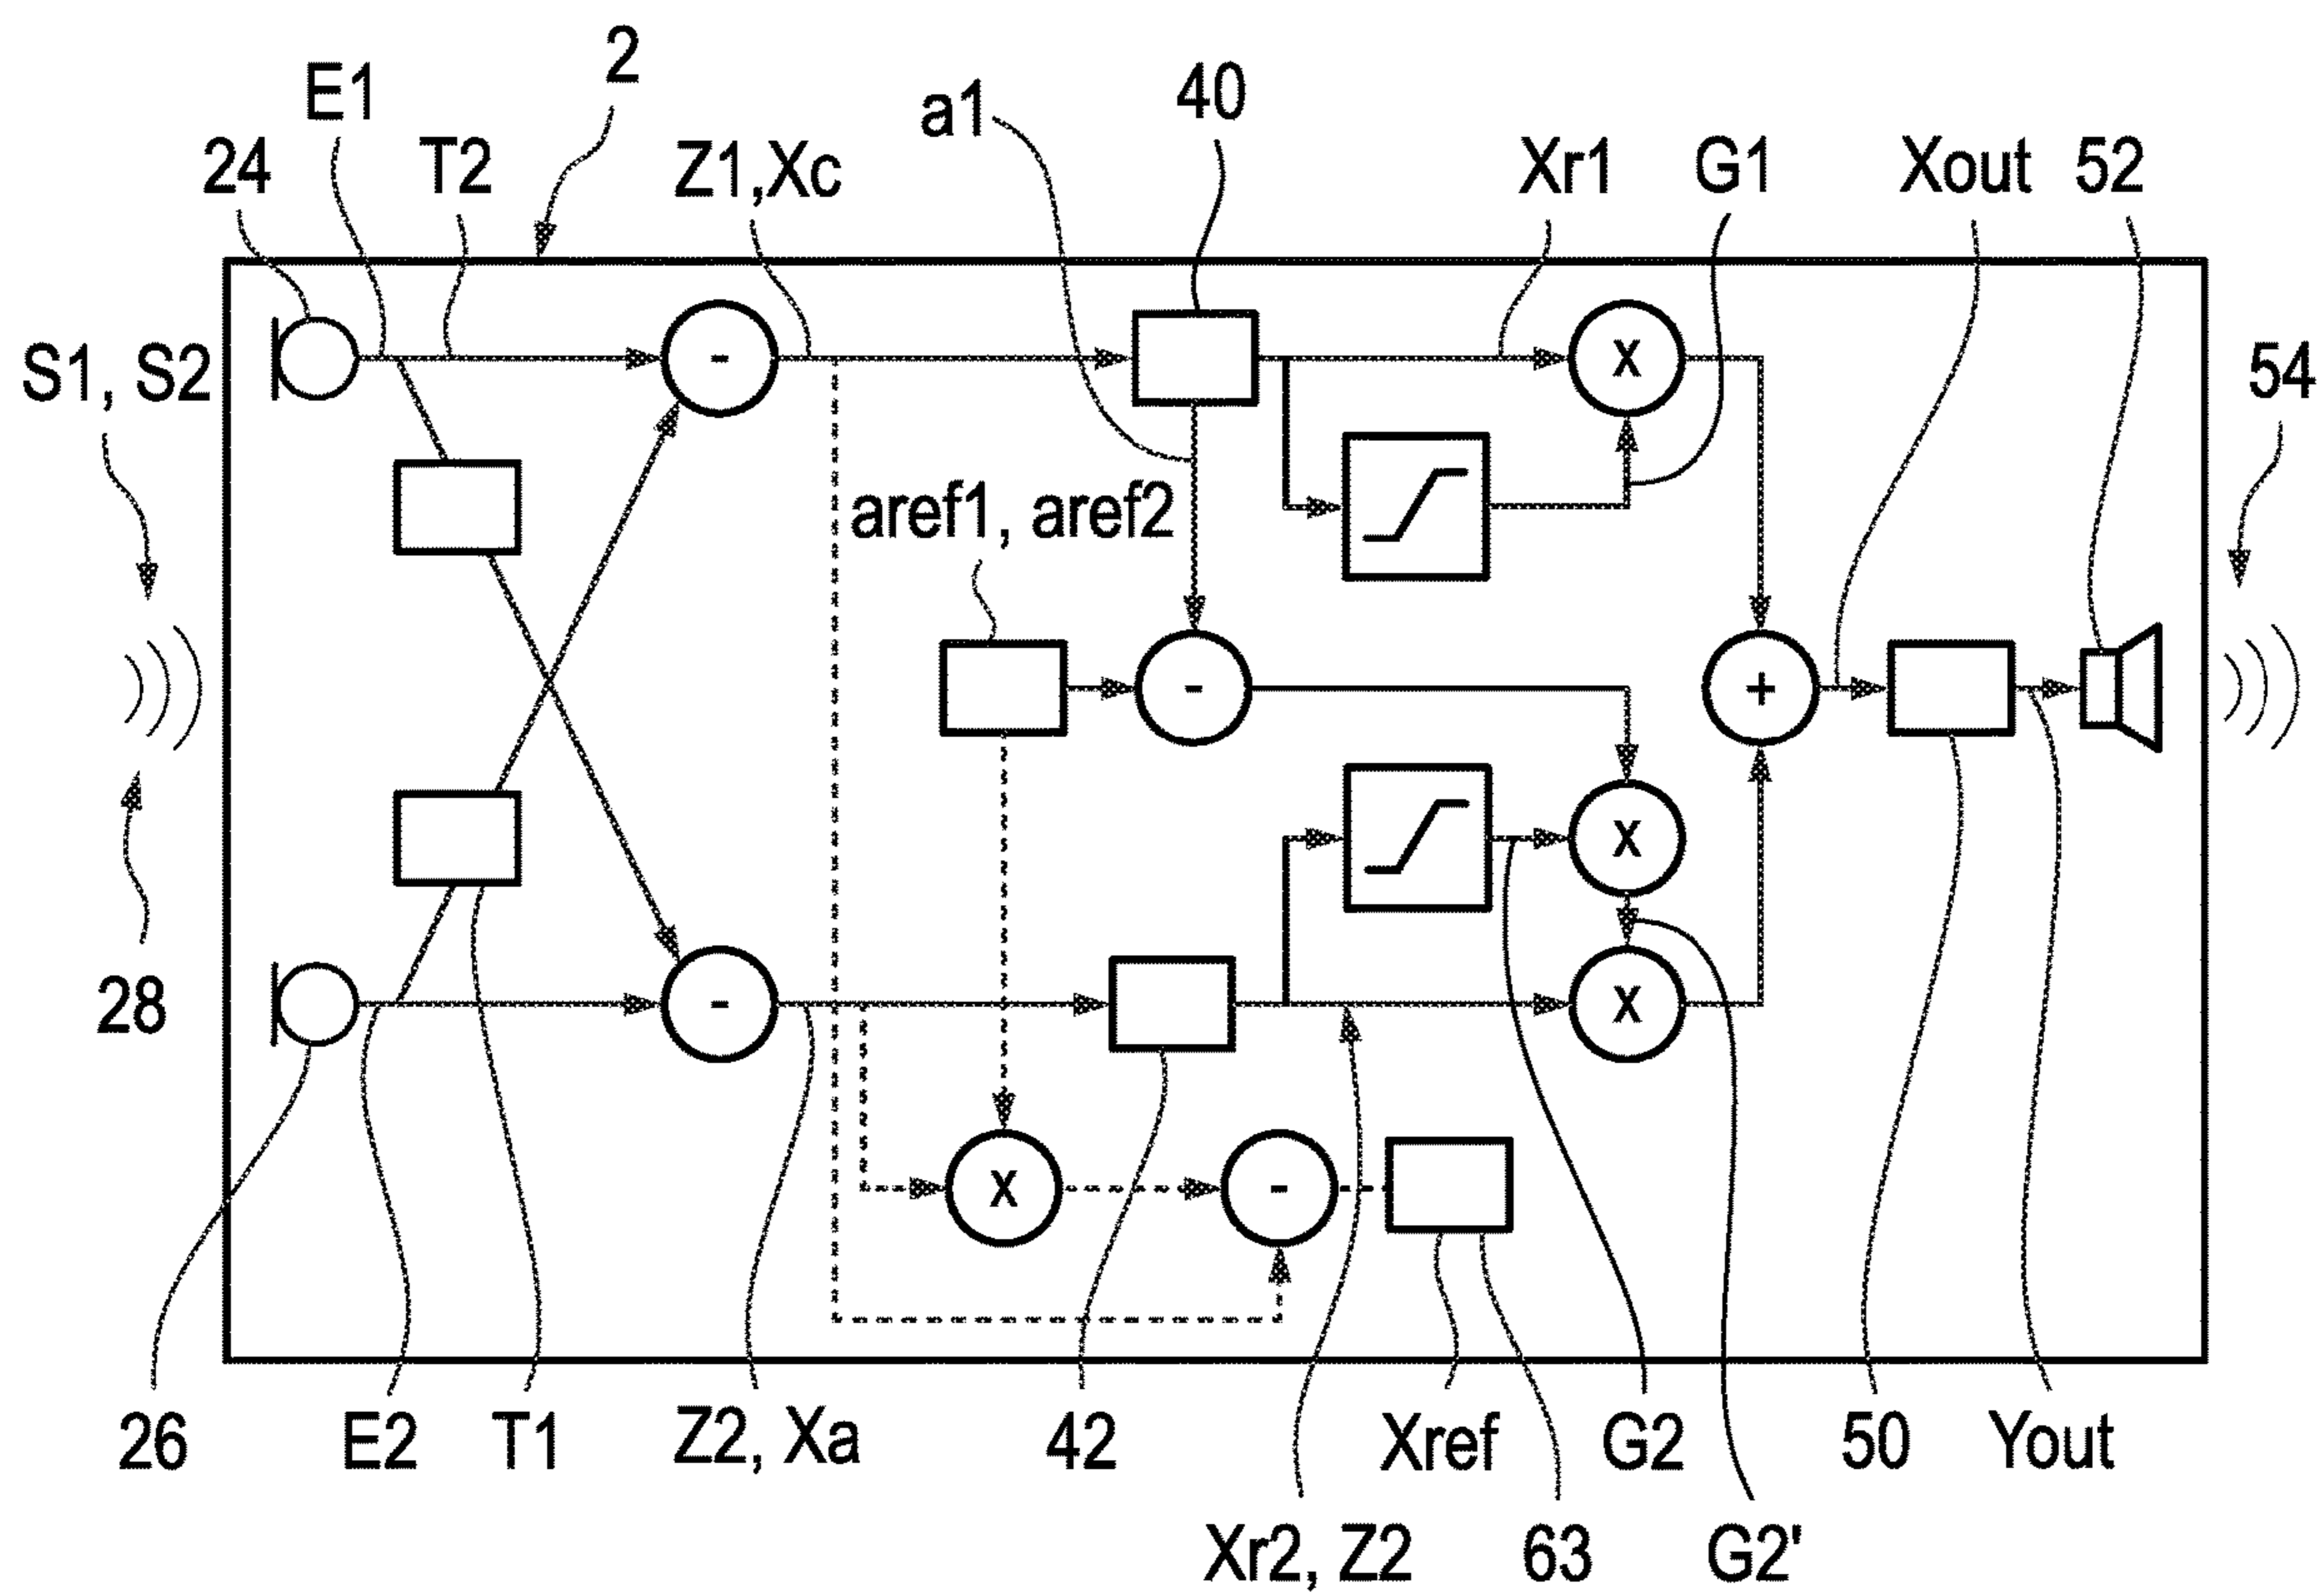 2
E1
a1
40
24
T2
Z1,Xc
Xr1
G1
Xout
52
S1, S2
-
x
54
aref1, aref2
-
+
x
28
-
x
x
-
26
E2
T1
Z2, Xa
42
Xref
G2
50
Yout
Xr2, Z2
63
G2'